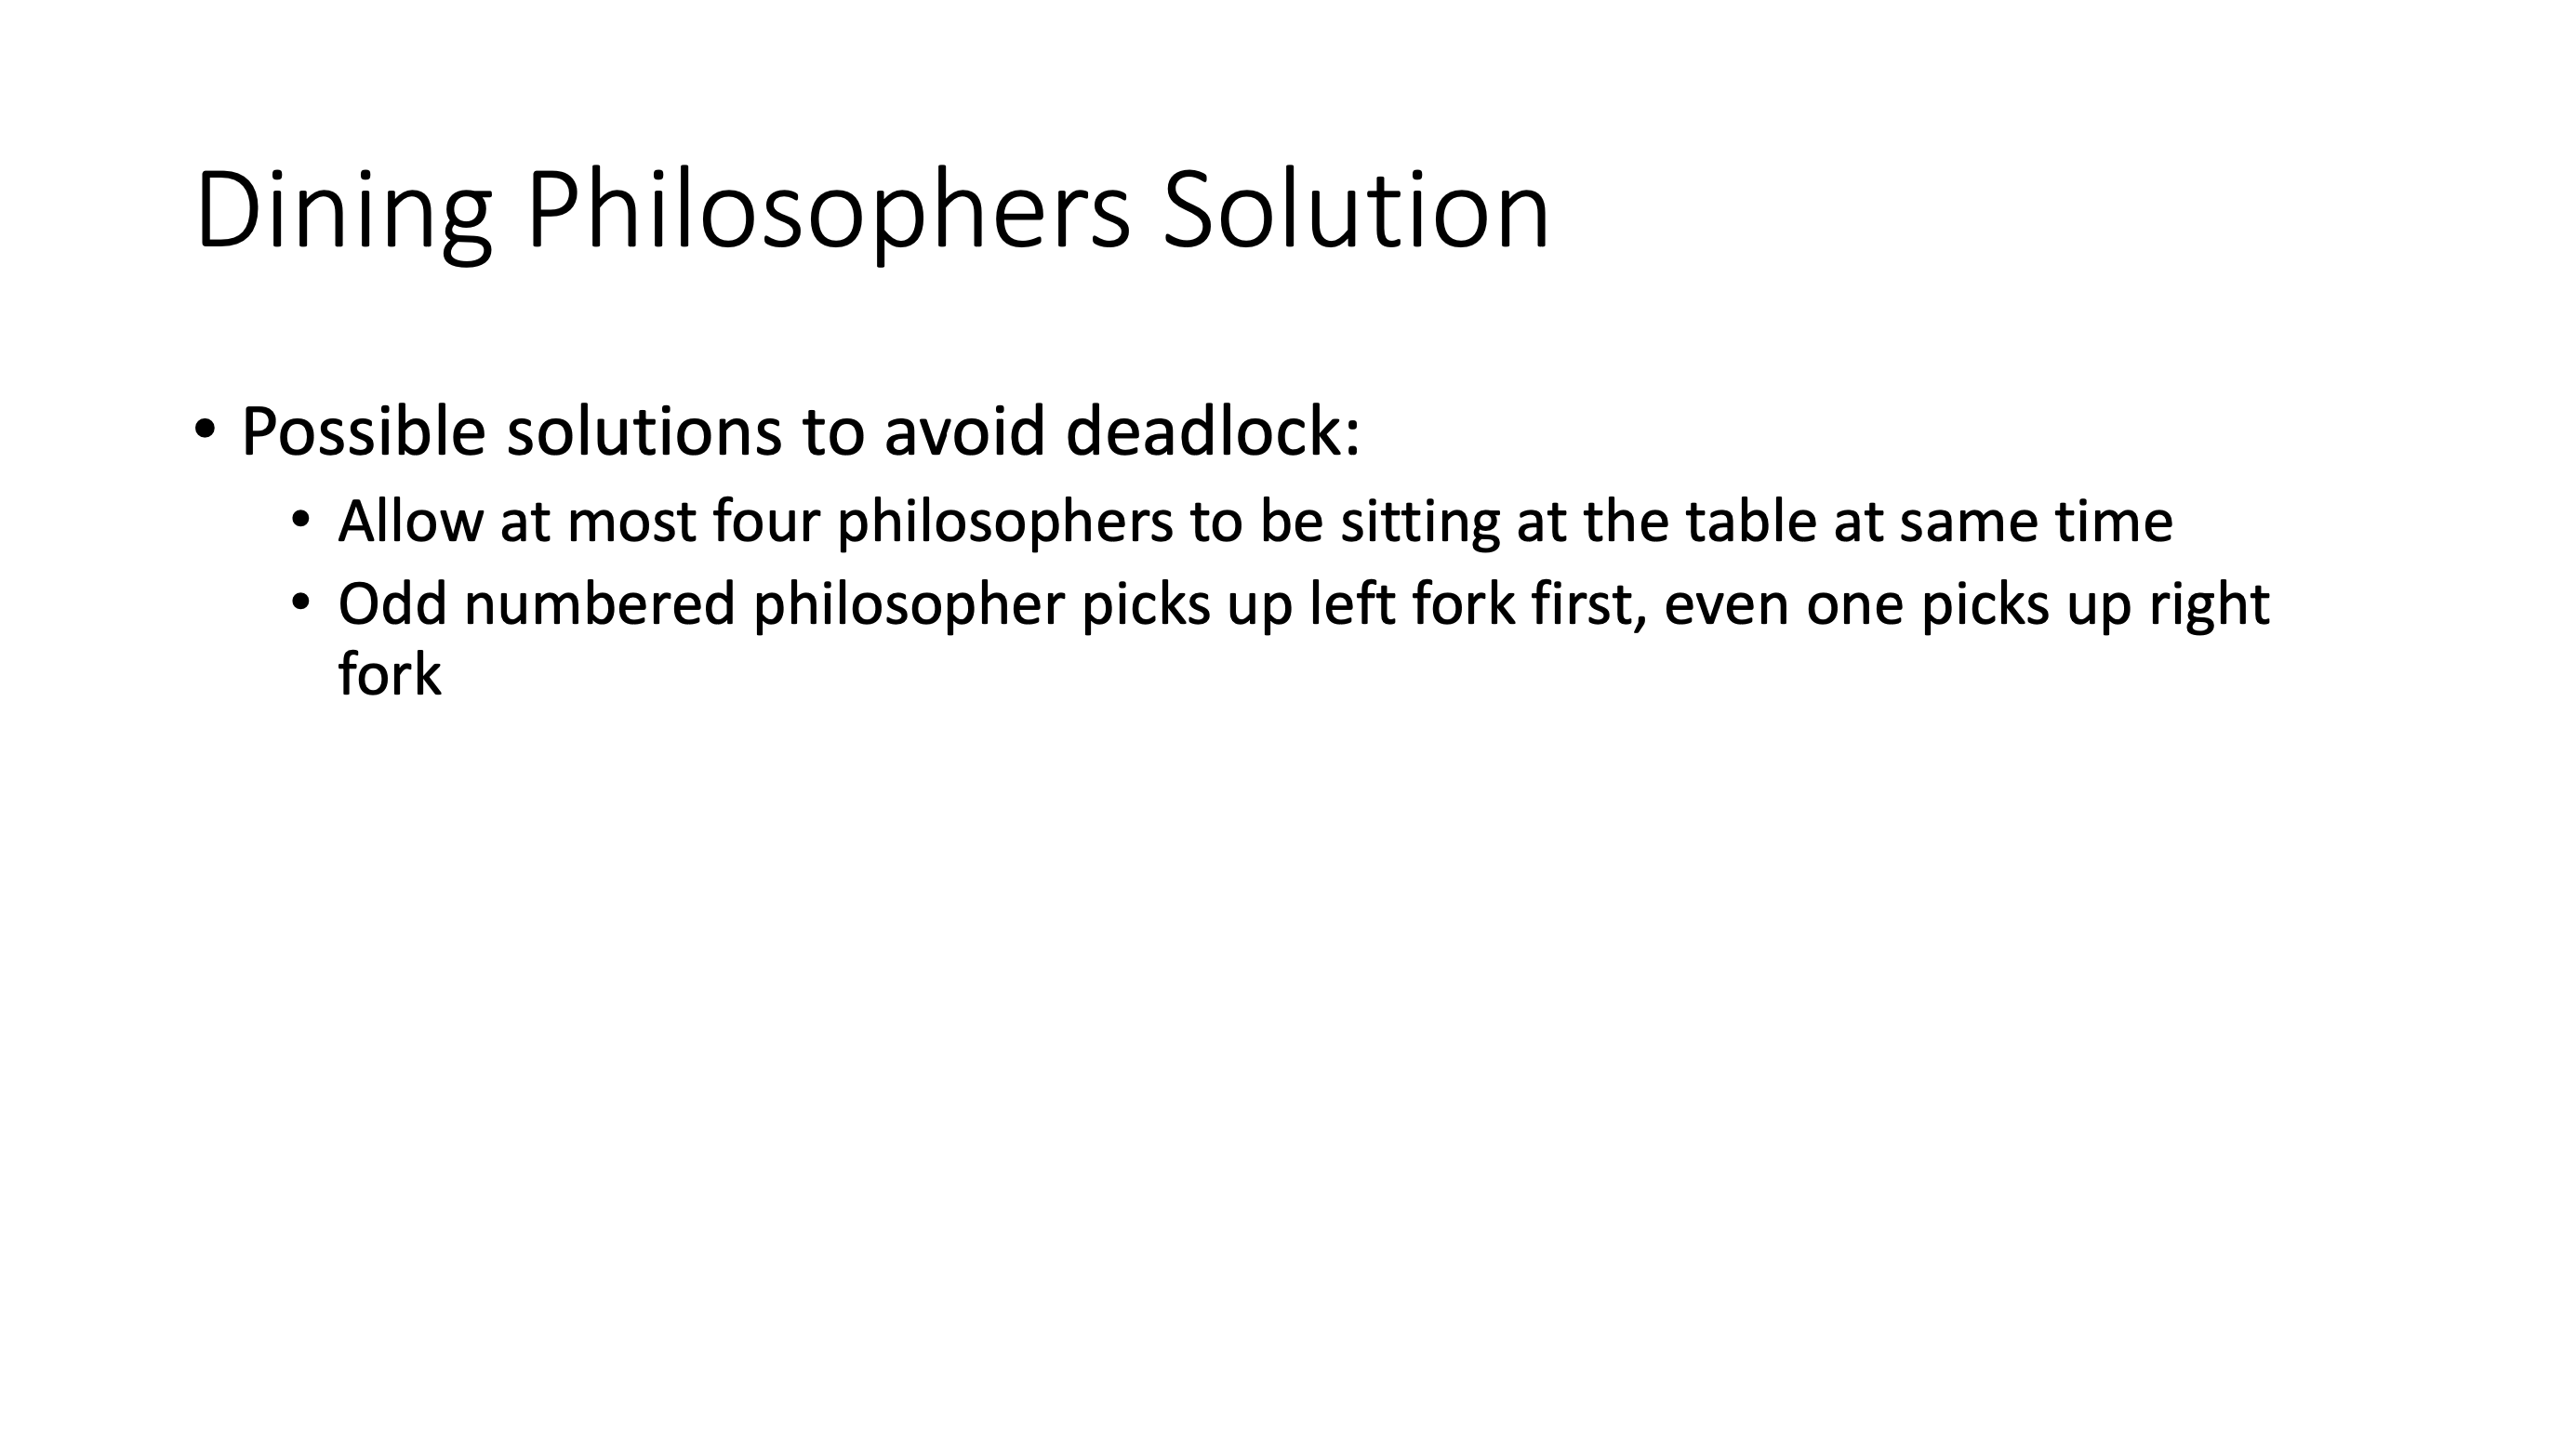 Dining Philosophers Solution
• Possible solutions to avoid deadlock:
• Allow at most four philosophers to be sitting at the table at same time
• Odd numbered philosopher picks up left fork first, even one picks up right
fork